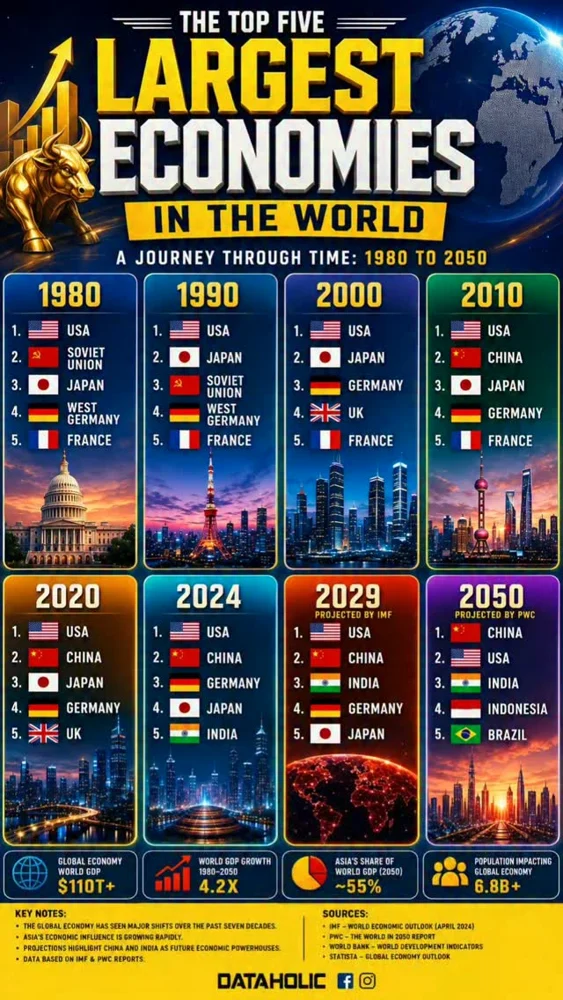 THE TOP FIVE
LARGEST
ECONOMIES
IN THE WORLD
A JOURNEY THROUGH TIME: 1980 TO 2050
1980
1. USA
2. SOVIET
UNION
3. JAPAN
4. WEST
GERMANY
5. FRANCE
1990
1. USA
2. JAPAN
3. SOVIET
UNION
4. WEST
GERMANY
5. FRANCE
2000
1. USA
2. JAPAN
3. GERMANY
4. UK
5. FRANCE
2010
1. USA
2. CHINA
3. JAPAN
4. GERMANY
5. FRANCE
2020
1. USA
2. CHINA
3. JAPAN
4. GERMANY
5. UK
2024
1. USA
2. CHINA
3. GERMANY
4. JAPAN
5. INDIA
2029
PROJECTED BY IMF
1. USA
2. CHINA
3. INDIA
4. GERMANY
5. JAPAN
2050
PROJECTED BY PWC
1. CHINA
2. USA
3. INDIA
4. INDONESIA
5. BRAZIL
GLOBAL ECONOMY
WORLD GDP
$110T+
WORLD GDP GROWTH
1980–2050
4.2X
ASIA'S SHARE OF
WORLD GDP (2050)
~55%
POPULATION IMPACTING
GLOBAL ECONOMY
6.8B+
KEY NOTES:
• THE GLOBAL ECONOMY HAS SEEN MAJOR SHIFTS OVER THE PAST SEVEN DECADES.
• ASIA'S ECONOMIC INFLUENCE IS GROWING RAPIDLY.
• PROJECTIONS HIGHLIGHT CHINA AND INDIA AS FUTURE ECONOMIC POWERHOUSES.
• DATA BASED ON IMF & PWC REPORTS.
SOURCES:
• IMF – WORLD ECONOMIC OUTLOOK (APRIL 2024)
• PWC – THE WORLD IN 2050 REPORT
• WORLD BANK – WORLD DEVELOPMENT INDICATORS
• STATISTA – GLOBAL ECONOMY OUTLOOK
DATAHOLIC